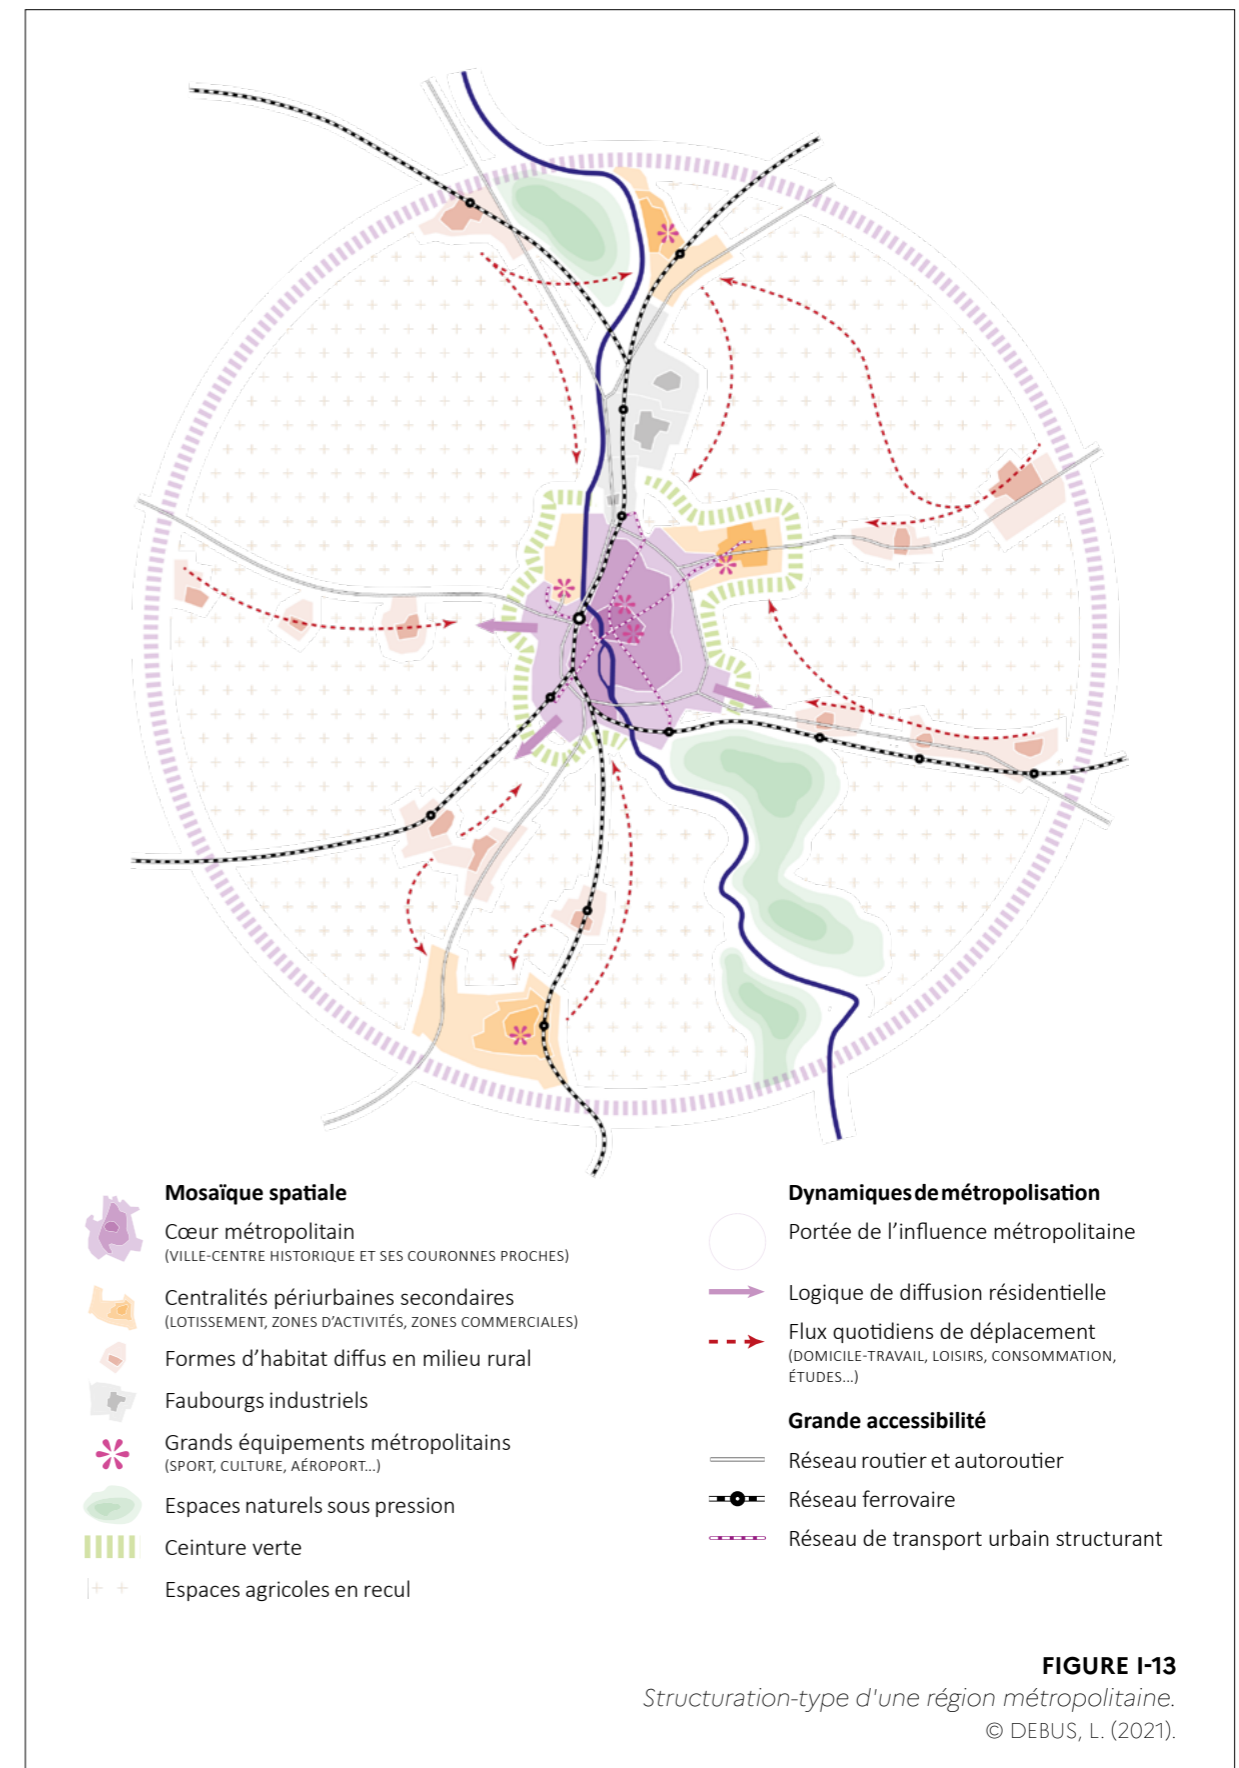 Mosaïque spatiale
Cœur métropolitain
(VILLE-CENTRE HISTORIQUE ET SES COURONNES PROCHES)
Centralités périurbaines secondaires
(LOTISSEMENT, ZONES D'ACTIVITÉS, ZONES COMMERCIALES)
Formes d'habitat diffus en milieu rural
Faubourgs industriels
Grands équipements métropolitains
(SPORT, CULTURE, AÉROPORT...)
Espaces naturels sous pression
Ceinture verte
Espaces agricoles en recul
Dynamiques de métropolisation
Portée de l'influence métropolitaine
Logique de diffusion résidentielle
Flux quotidiens de déplacement
(DOMICILE-TRAVAIL, LOISIRS, CONSOMMATION,
ÉTUDES...)
Grande accessibilité
Réseau routier et autoroutier
Réseau ferrovaire
Réseau de transport urbain structurant
FIGURE I-13
Structuration-type d'une région métropolitaine.
© DEBUS, L. (2021).